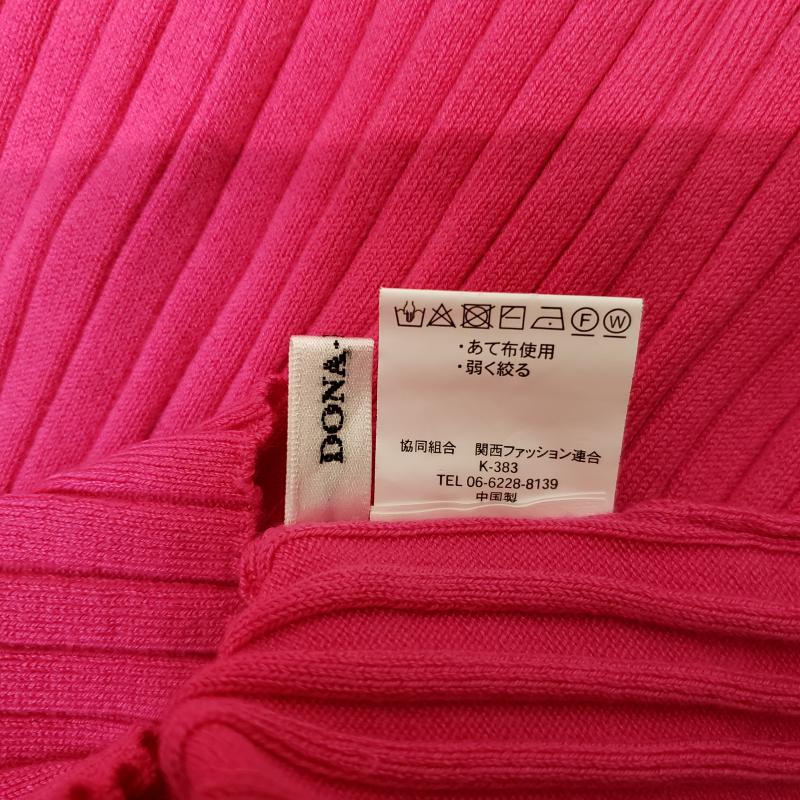 DONA.
F W
・あて布使用
・弱く絞る
協同組合 関西ファッション連合
K-383
TEL 06-6228-8139
中国製